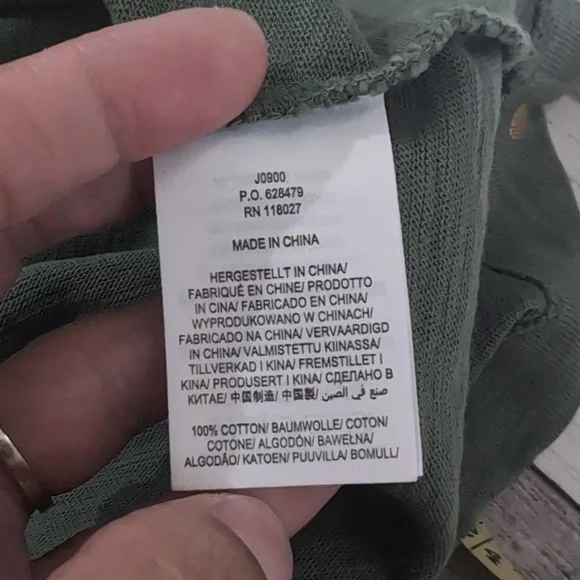 J0900
P.O. 628479
RN 118027
MADE IN CHINA
HERGESTELLT IN CHINA/
FABRIQUÉ EN CHINE/ PRODOTTO
IN CINA/ FABRICADO EN CHINA/
WYPRODUKOWANO W CHINACH/
FABRICADO NA CHINA/ VERVAARDIGD
IN CHINA/ VALMISTETTU KIINASSA/
TILLVERKAD I KINA/ FREMSTILLET I
KINA/ PRODUSERT I KINA/ СДЕЛАНО В
КИТАЕ/ 中国制造/ 中国製/ صنع في الصين/
100% COTTON/ BAUMWOLLE/ COTON/
COTONE/ ALGODÓN/ BAWEŁNA/
ALGODÃO/ KATOEN/ PUUVILLA/ BOMULL/
4